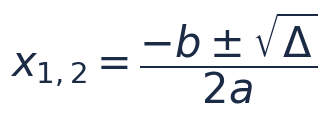 x₁,₂ = (−b ± √Δ) / 2a